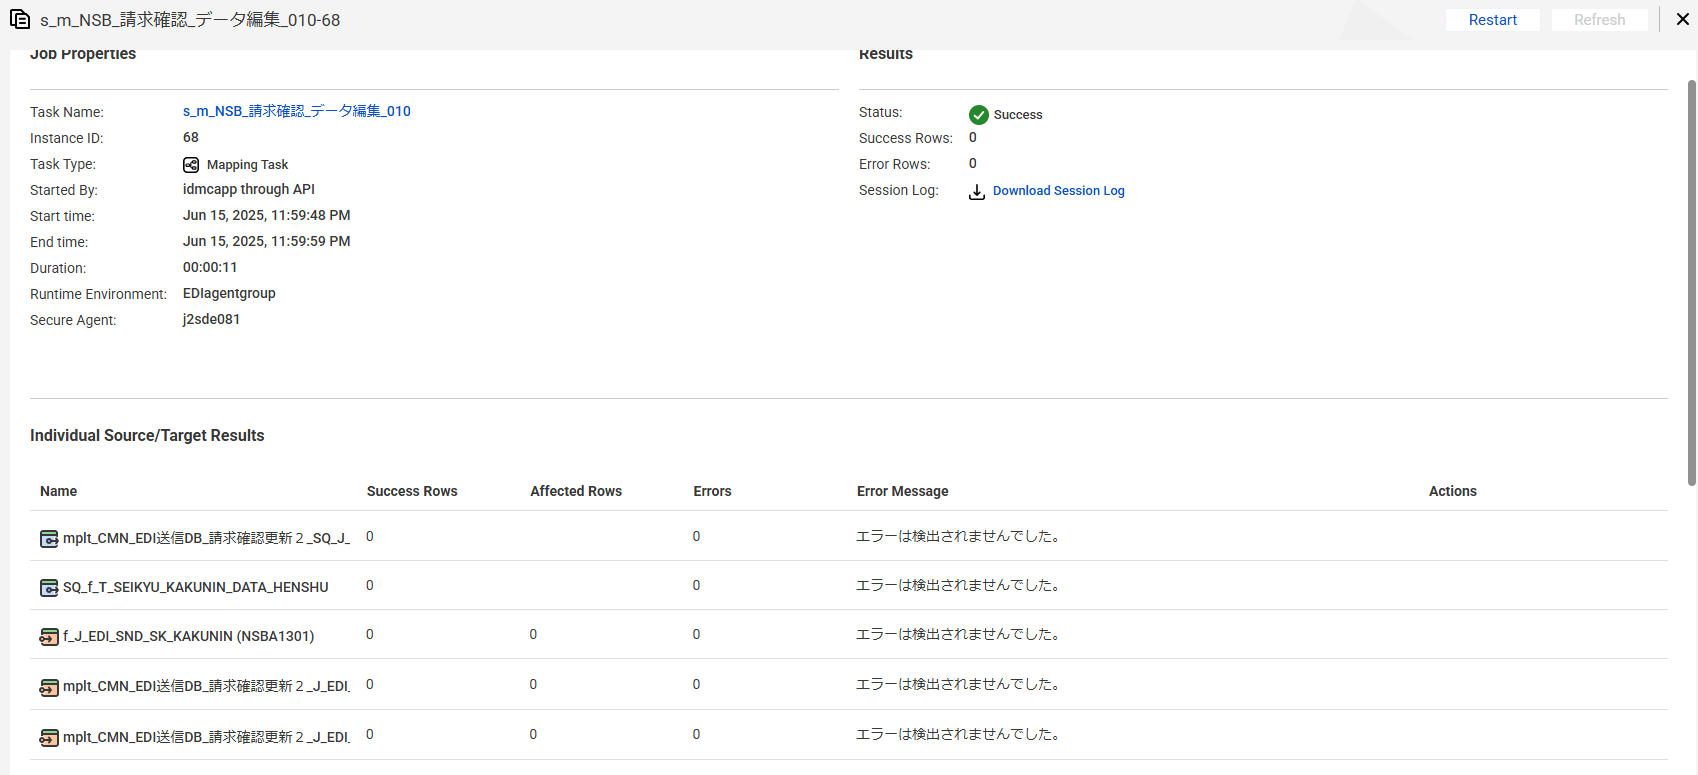 s_m_NSB_請求確認_データ編集_010-68
Restart
Refresh
Job Properties
Results
Task Name: s_m_NSB_請求確認_データ編集_010
Instance ID: 68
Task Type: Mapping Task
Started By: idmcapp through API
Start time: Jun 15, 2025, 11:59:48 PM
End time: Jun 15, 2025, 11:59:59 PM
Duration: 00:00:11
Runtime Environment: EDIagentgroup
Secure Agent: j2sde081
Status: Success
Success Rows: 0
Error Rows: 0
Session Log: Download Session Log
Individual Source/Target Results
Name Success Rows Affected Rows Errors Error Message Actions
mplt_CMN_EDI送信DB_請求確認更新２_SQ_J_ 0 0 エラーは検出されませんでした。
SQ_f_T_SEIKYU_KAKUNIN_DATA_HENSHU 0 0 エラーは検出されませんでした。
f_J_EDI_SND_SK_KAKUNIN (NSBA1301) 0 0 0 エラーは検出されませんでした。
mplt_CMN_EDI送信DB_請求確認更新２_J_EDI_ 0 0 0 エラーは検出されませんでした。
mplt_CMN_EDI送信DB_請求確認更新２_J_EDI_ 0 0 0 エラーは検出されませんでした。